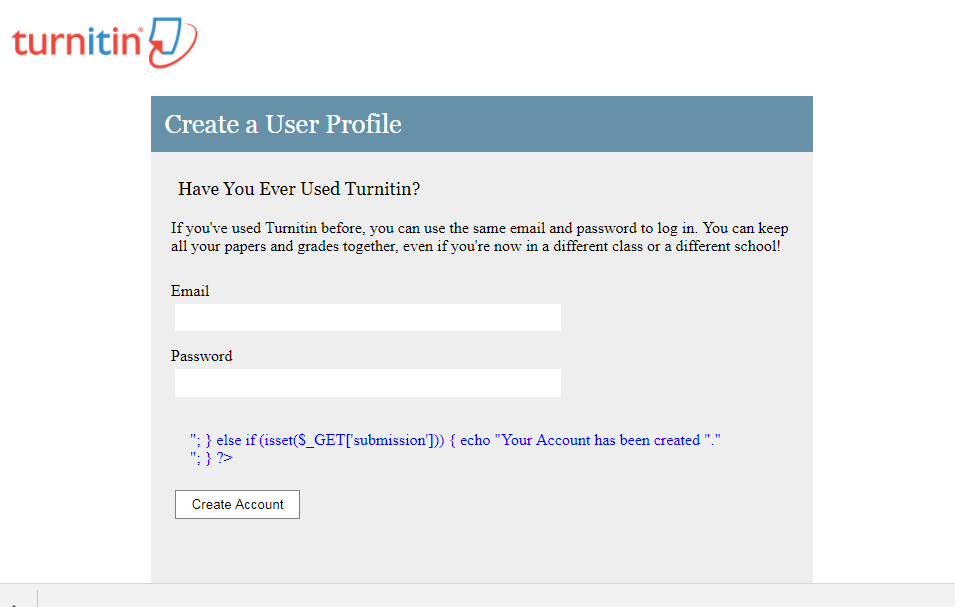 turnitin®
Create a User Profile
Have You Ever Used Turnitin?
If you've used Turnitin before, you can use the same email and password to log in. You can keep
all your papers and grades together, even if you're now in a different class or a different school!
Email
Password
"; } else if (isset($_GET['submission'])) { echo "Your Account has been created "."
"; } ?>
Create Account